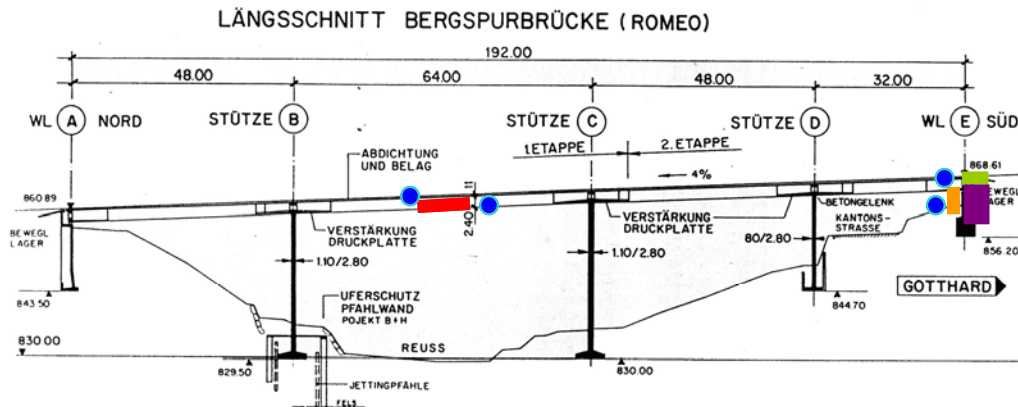 LÄNGSSCHNITT BERGSPURBRÜCKE (ROMEO)
192.00
48.00 64.00 48.00 32.00
WL A NORD STÜTZE B STÜTZE C STÜTZE D WL E SÜD
1.ETAPPE 2. ETAPPE
ABDICHTUNG
UND BELAG
4%
868.61
860.89
11
2.40
BEWEGL
LAGER
BEWEGL
LAGER
VERSTÄRKUNG
DRUCKPLATTE
VERSTÄRKUNG
DRUCKPLATTE
BETONGELENK
KANTONS-
STRASSE
1.10/2.80
1.10/2.80
80/2.80
856.20
843.50
844.70
GOTTHARD
UFERSCHUTZ
PFAHLWAND
POJEKT B+H
REUSS
830.00
829.50
830.00
JETTINGPFÄHLE
FELS